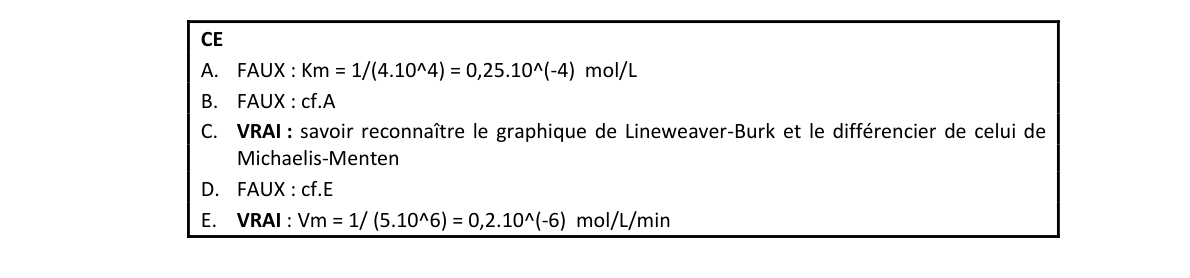 CE
A. FAUX : Km = 1/(4.10^4) = 0,25.10^(-4) mol/L
B. FAUX : cf.A
C. VRAI : savoir reconnaître le graphique de Lineweaver-Burk et le différencier de celui de
Michaelis-Menten
D. FAUX : cf.E
E. VRAI : Vm = 1/ (5.10^6) = 0,2.10^(-6) mol/L/min